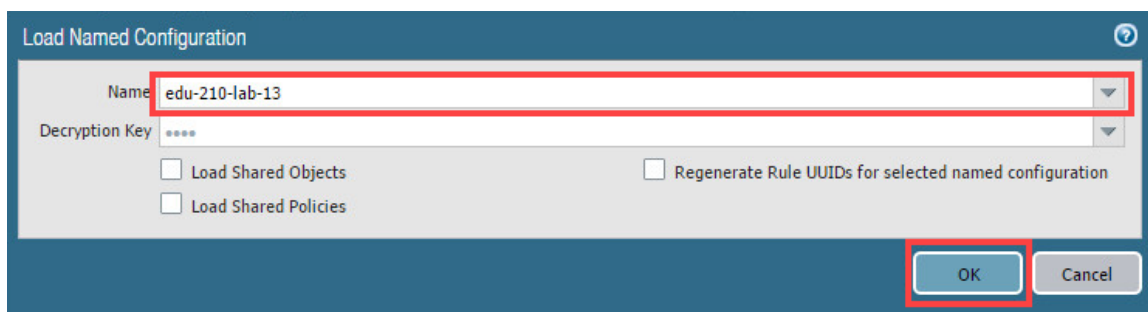 Load Named Configuration
Name edu-210-lab-13
Decryption Key ••••
Load Shared Objects Regenerate Rule UUIDs for selected named configuration
Load Shared Policies
OK Cancel